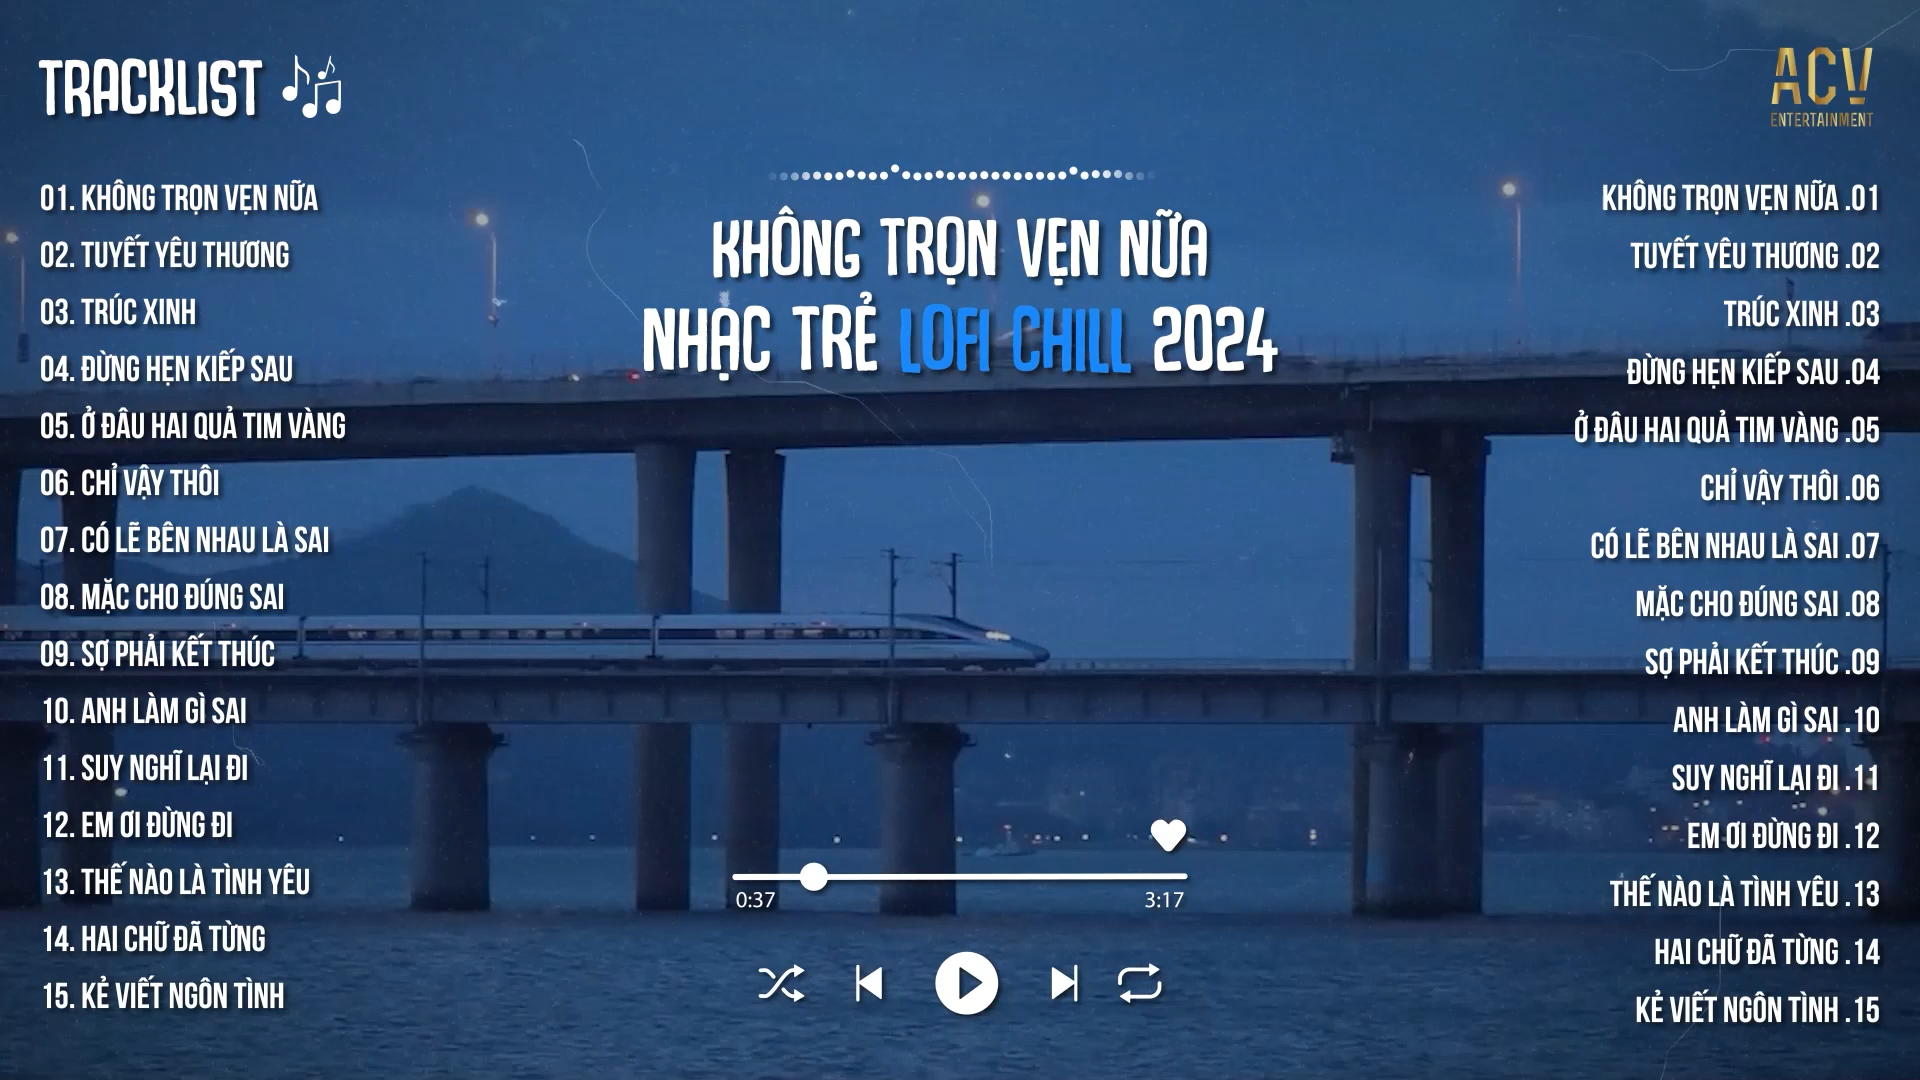 TRACKLIST
01. KHÔNG TRỌN VẸN NỮA
02. TUYẾT YÊU THƯƠNG
03. TRÚC XINH
04. ĐỪNG HẸN KIẾP SAU
05. Ở ĐÂU HAI QUẢ TIM VÀNG
06. CHỈ VẬY THÔI
07. CÓ LẼ BÊN NHAU LÀ SAI
08. MẶC CHO ĐÚNG SAI
09. SỢ PHẢI KẾT THÚC
10. ANH LÀM GÌ SAI
11. SUY NGHĨ LẠI ĐI
12. EM ƠI ĐỪNG ĐI
13. THẾ NÀO LÀ TÌNH YÊU
14. HAI CHỮ ĐÃ TỪNG
15. KẺ VIẾT NGÔN TÌNH
KHÔNG TRỌN VẸN NỮA
NHẠC TRẺ LOFI CHILL 2024
0:37 3:17
ACV
ENTERTAINMENT
KHÔNG TRỌN VẸN NỮA .01
TUYẾT YÊU THƯƠNG .02
TRÚC XINH .03
ĐỪNG HẸN KIẾP SAU .04
Ở ĐÂU HAI QUẢ TIM VÀNG .05
CHỈ VẬY THÔI .06
CÓ LẼ BÊN NHAU LÀ SAI .07
MẶC CHO ĐÚNG SAI .08
SỢ PHẢI KẾT THÚC .09
ANH LÀM GÌ SAI .10
SUY NGHĨ LẠI ĐI .11
EM ƠI ĐỪNG ĐI .12
THẾ NÀO LÀ TÌNH YÊU .13
HAI CHỮ ĐÃ TỪNG .14
KẺ VIẾT NGÔN TÌNH .15